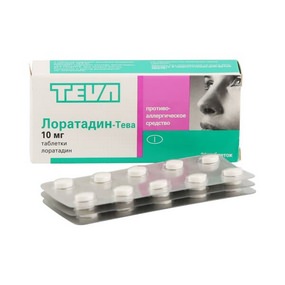 TEVA
противо-
аллергическое
средство
Лоратадин-Тева
10 мг
таблетки
лоратадин